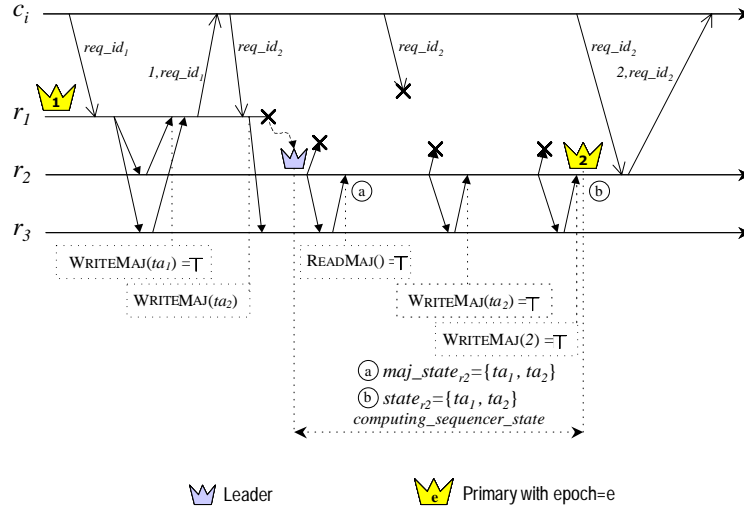 c_i
req_id_1
1,req_id_1
req_id_2
req_id_2
req_id_2
2,req_id_2
1
r_1
r_2
2
a
b
r_3
WRITEMAJ(ta_1) =⊤
READMAJ() =⊤
WRITEMAJ(ta_2)
WRITEMAJ(ta_2) =⊤
WRITEMAJ(2) =⊤
a maj_state_r2={ta_1, ta_2}
b state_r2={ta_1, ta_2}
computing_sequencer_state
Leader
e Primary with epoch=e